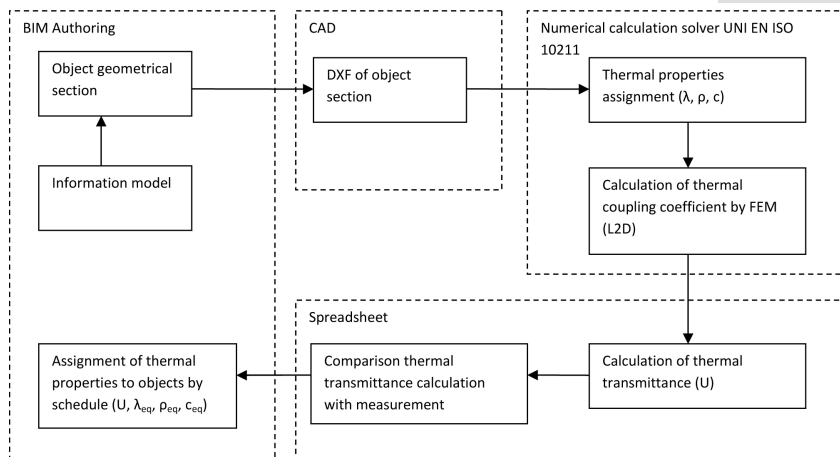 BIM Authoring
Object geometrical
section
Information model
CAD
DXF of object
section
Numerical calculation solver UNI EN ISO
10211
Thermal properties
assignment (λ, ρ, c)
Calculation of thermal
coupling coefficient by FEM
(L2D)
Spreadsheet
Calculation of thermal
transmittance (U)
Comparison thermal
transmittance calculation
with measurement
Assignment of thermal
properties to objects by
schedule (U, λeq, ρeq, ceq)